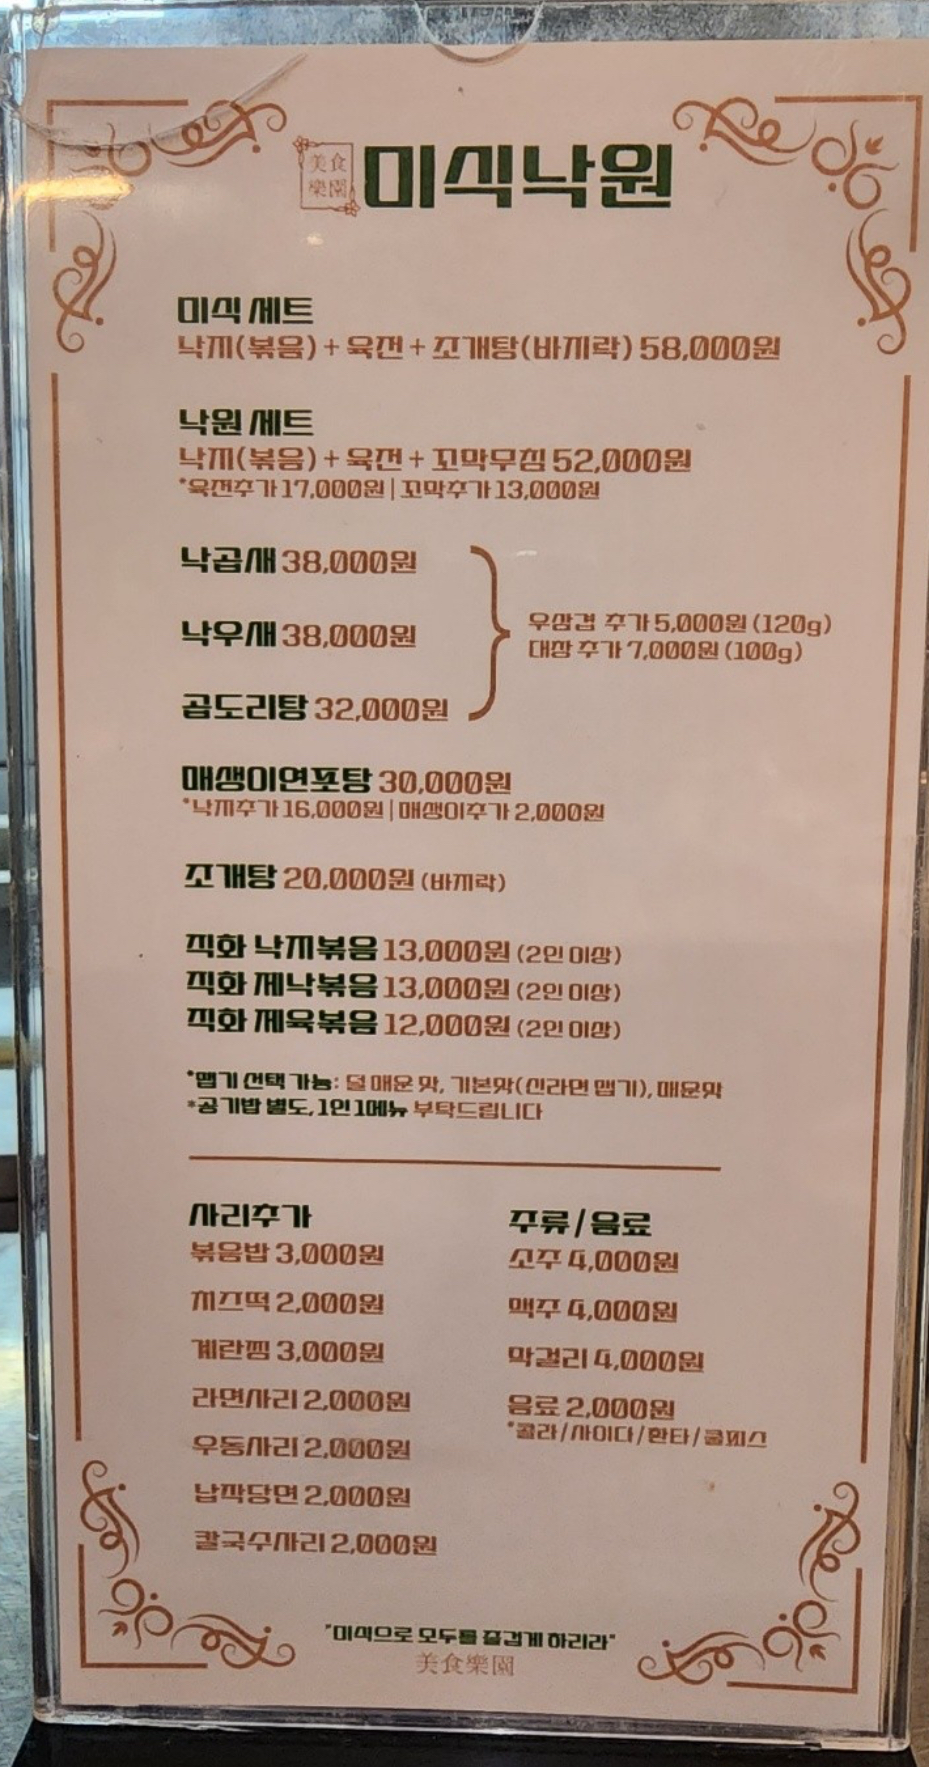 美食
樂園
미식낙원
미식 세트
낙지(볶음) + 육전 + 조개탕(바지락) 58,000원
낙원 세트
낙지(볶음) + 육전 + 꼬막무침 52,000원
*육전추가 17,000원 | 꼬막추가 13,000원
낙곱새 38,000원
낙우새 38,000원
우삼겹 추가 5,000원 (120g)
대창 추가 7,000원 (100g)
곱도리탕 32,000원
매생이연포탕 30,000원
*낙지추가 16,000원 | 매생이추가 2,000원
조개탕 20,000원 (바지락)
직화 낙지볶음 13,000원 (2인 이상)
직화 제낙볶음 13,000원 (2인 이상)
직화 제육볶음 12,000원 (2인 이상)
*맵기 선택 가능: 덜 매운 맛, 기본맛(신라면 맵기), 매운맛
*공기밥 별도, 1인 1메뉴 부탁드립니다
사리추가
볶음밥 3,000원
치즈떡 2,000원
계란찜 3,000원
라면사리 2,000원
우동사리 2,000원
납작당면 2,000원
칼국수사리 2,000원
주류/음료
소주 4,000원
맥주 4,000원
막걸리 4,000원
음료 2,000원
*콜라/사이다/환타/쿨피스
"미식으로 모두를 즐겁게 하리라"
美食樂園